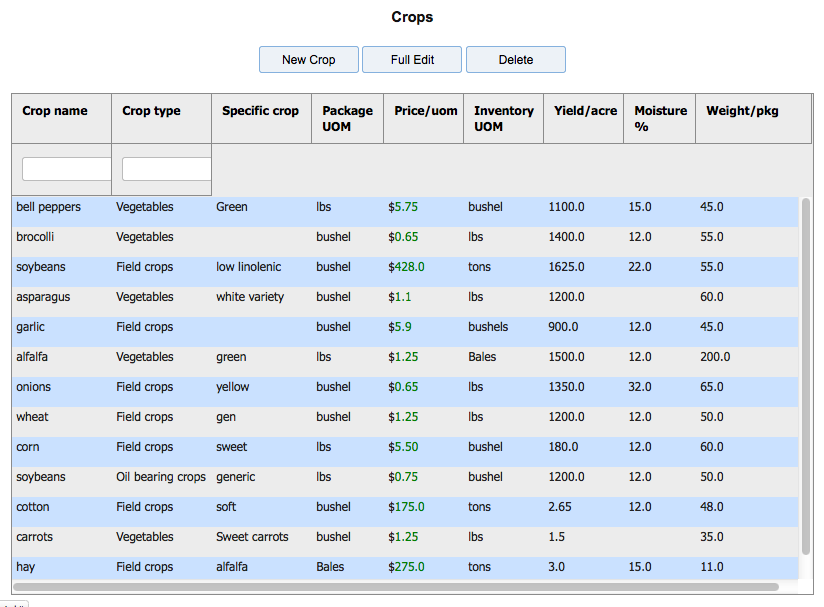 Crops
New Crop Full Edit Delete
Crop name Crop type Specific crop Package UOM Price/uom Inventory UOM Yield/acre Moisture % Weight/pkg
bell peppers Vegetables Green lbs $5.75 bushel 1100.0 15.0 45.0
brocolli Vegetables bushel $0.65 lbs 1400.0 12.0 55.0
soybeans Field crops low linolenic bushel $428.0 tons 1625.0 22.0 55.0
asparagus Vegetables white variety bushel $1.1 lbs 1200.0 60.0
garlic Field crops bushel $5.9 bushels 900.0 12.0 45.0
alfalfa Vegetables green lbs $1.25 Bales 1500.0 12.0 200.0
onions Field crops yellow bushel $0.65 lbs 1350.0 32.0 65.0
wheat Field crops gen bushel $1.25 lbs 1200.0 12.0 50.0
corn Field crops sweet lbs $5.50 bushel 180.0 12.0 60.0
soybeans Oil bearing crops generic lbs $0.75 bushel 1200.0 12.0 50.0
cotton Field crops soft bushel $175.0 tons 2.65 12.0 48.0
carrots Vegetables Sweet carrots bushel $1.25 lbs 1.5 35.0
hay Field crops alfalfa Bales $275.0 tons 3.0 15.0 11.0